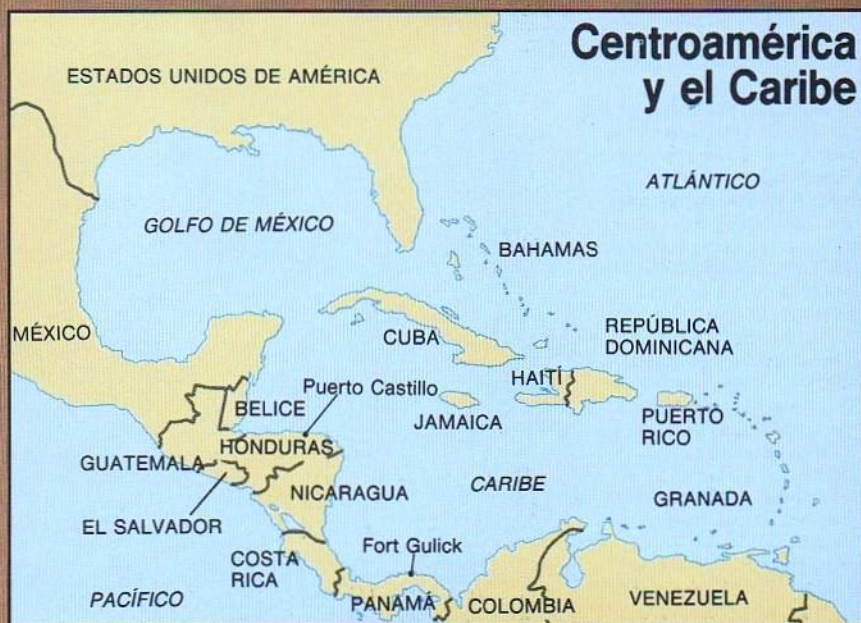 Centroamérica
y el Caribe
ESTADOS UNIDOS DE AMÉRICA
ATLÁNTICO
GOLFO DE MÉXICO
BAHAMAS
MÉXICO
CUBA
REPÚBLICA
DOMINICANA
HAITÍ
Puerto Castillo
BELICE
JAMAICA
PUERTO
RICO
HONDURAS
GUATEMALA
NICARAGUA
CARIBE
GRANADA
EL SALVADOR
COSTA
RICA
Fort Gulick
PACÍFICO
PANAMÁ
COLOMBIA
VENEZUELA